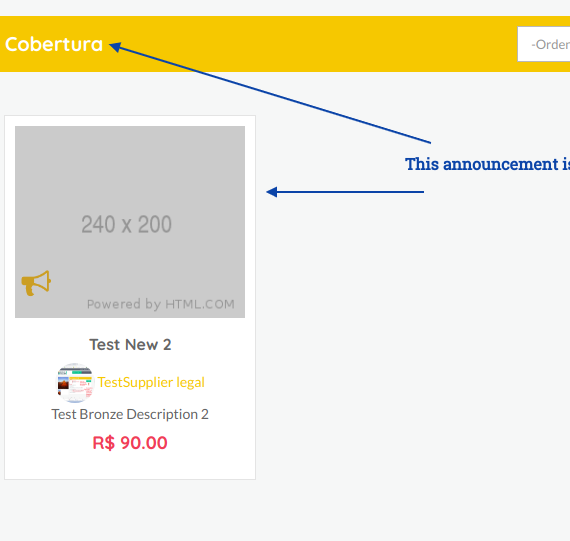 Cobertura
-Order
This announcement is
240 x 200
Powered by HTML.COM
Test New 2
TestSupplier legal
Test Bronze Description 2
R$ 90.00